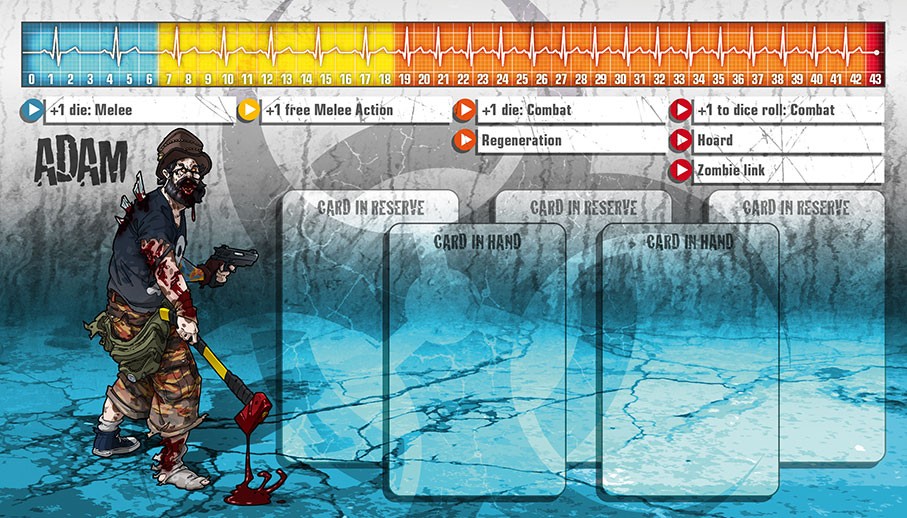 0 1 2 3 4 5 6 7 8 9 10 11 12 13 14 15 16 17 18 19 20 21 22 23 24 25 26 27 28 29 30 31 32 33 34 35 36 37 38 39 40 41 42 43
+1 die: Melee +1 free Melee Action +1 die: Combat +1 to dice roll: Combat
Regeneration Hoard
Zombie link
ADAM
CARD IN RESERVE CARD IN RESERVE CARD IN RESERVE
CARD IN HAND CARD IN HAND